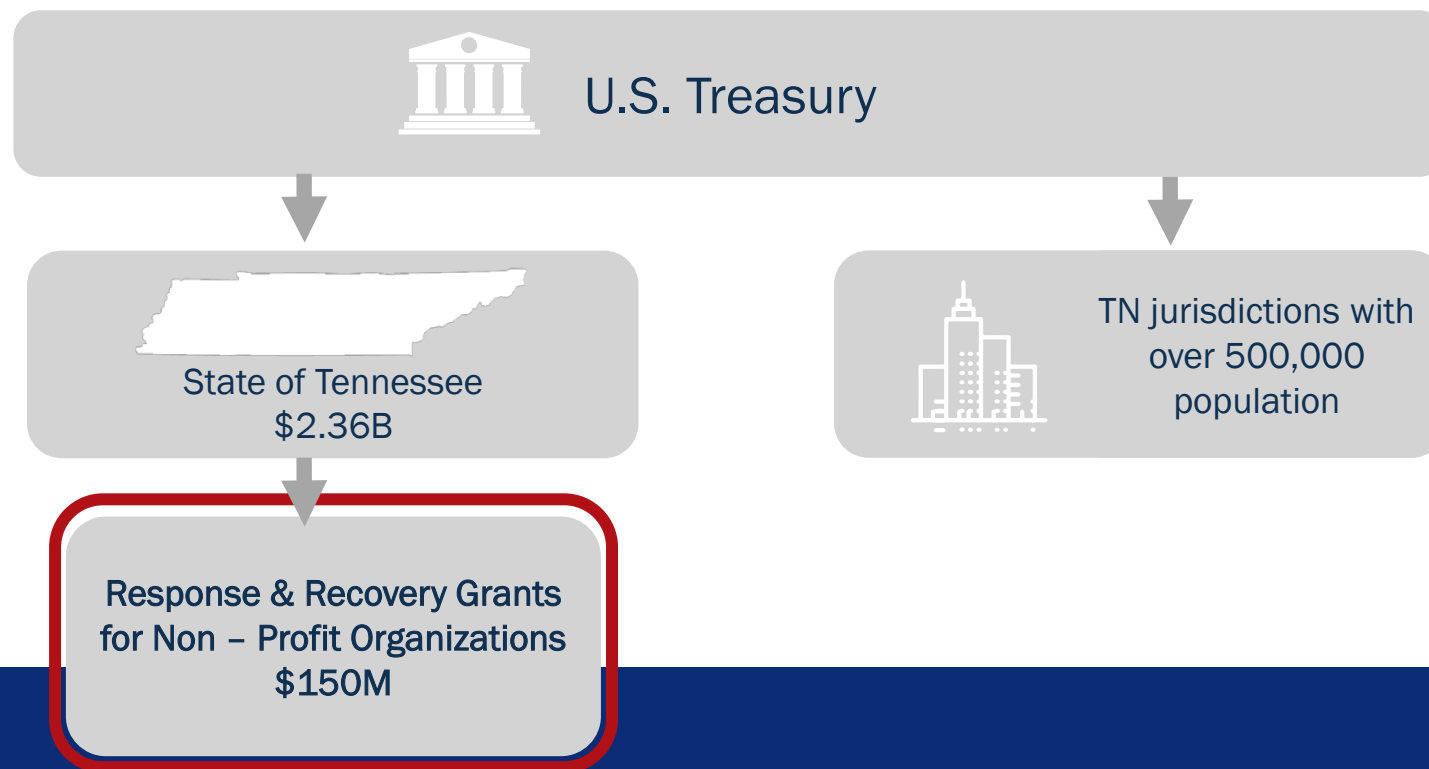 U.S. Treasury
State of Tennessee
$2.36B
TN jurisdictions with
over 500,000
population
Response & Recovery Grants
for Non – Profit Organizations
$150M